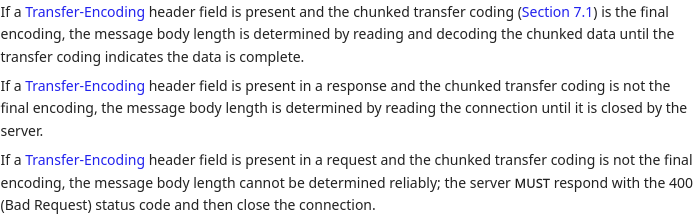 If a Transfer-Encoding header field is present and the chunked transfer coding (Section 7.1) is the final
encoding, the message body length is determined by reading and decoding the chunked data until the
transfer coding indicates the data is complete.
If a Transfer-Encoding header field is present in a response and the chunked transfer coding is not the
final encoding, the message body length is determined by reading the connection until it is closed by the
server.
If a Transfer-Encoding header field is present in a request and the chunked transfer coding is not the final
encoding, the message body length cannot be determined reliably; the server MUST respond with the 400
(Bad Request) status code and then close the connection.